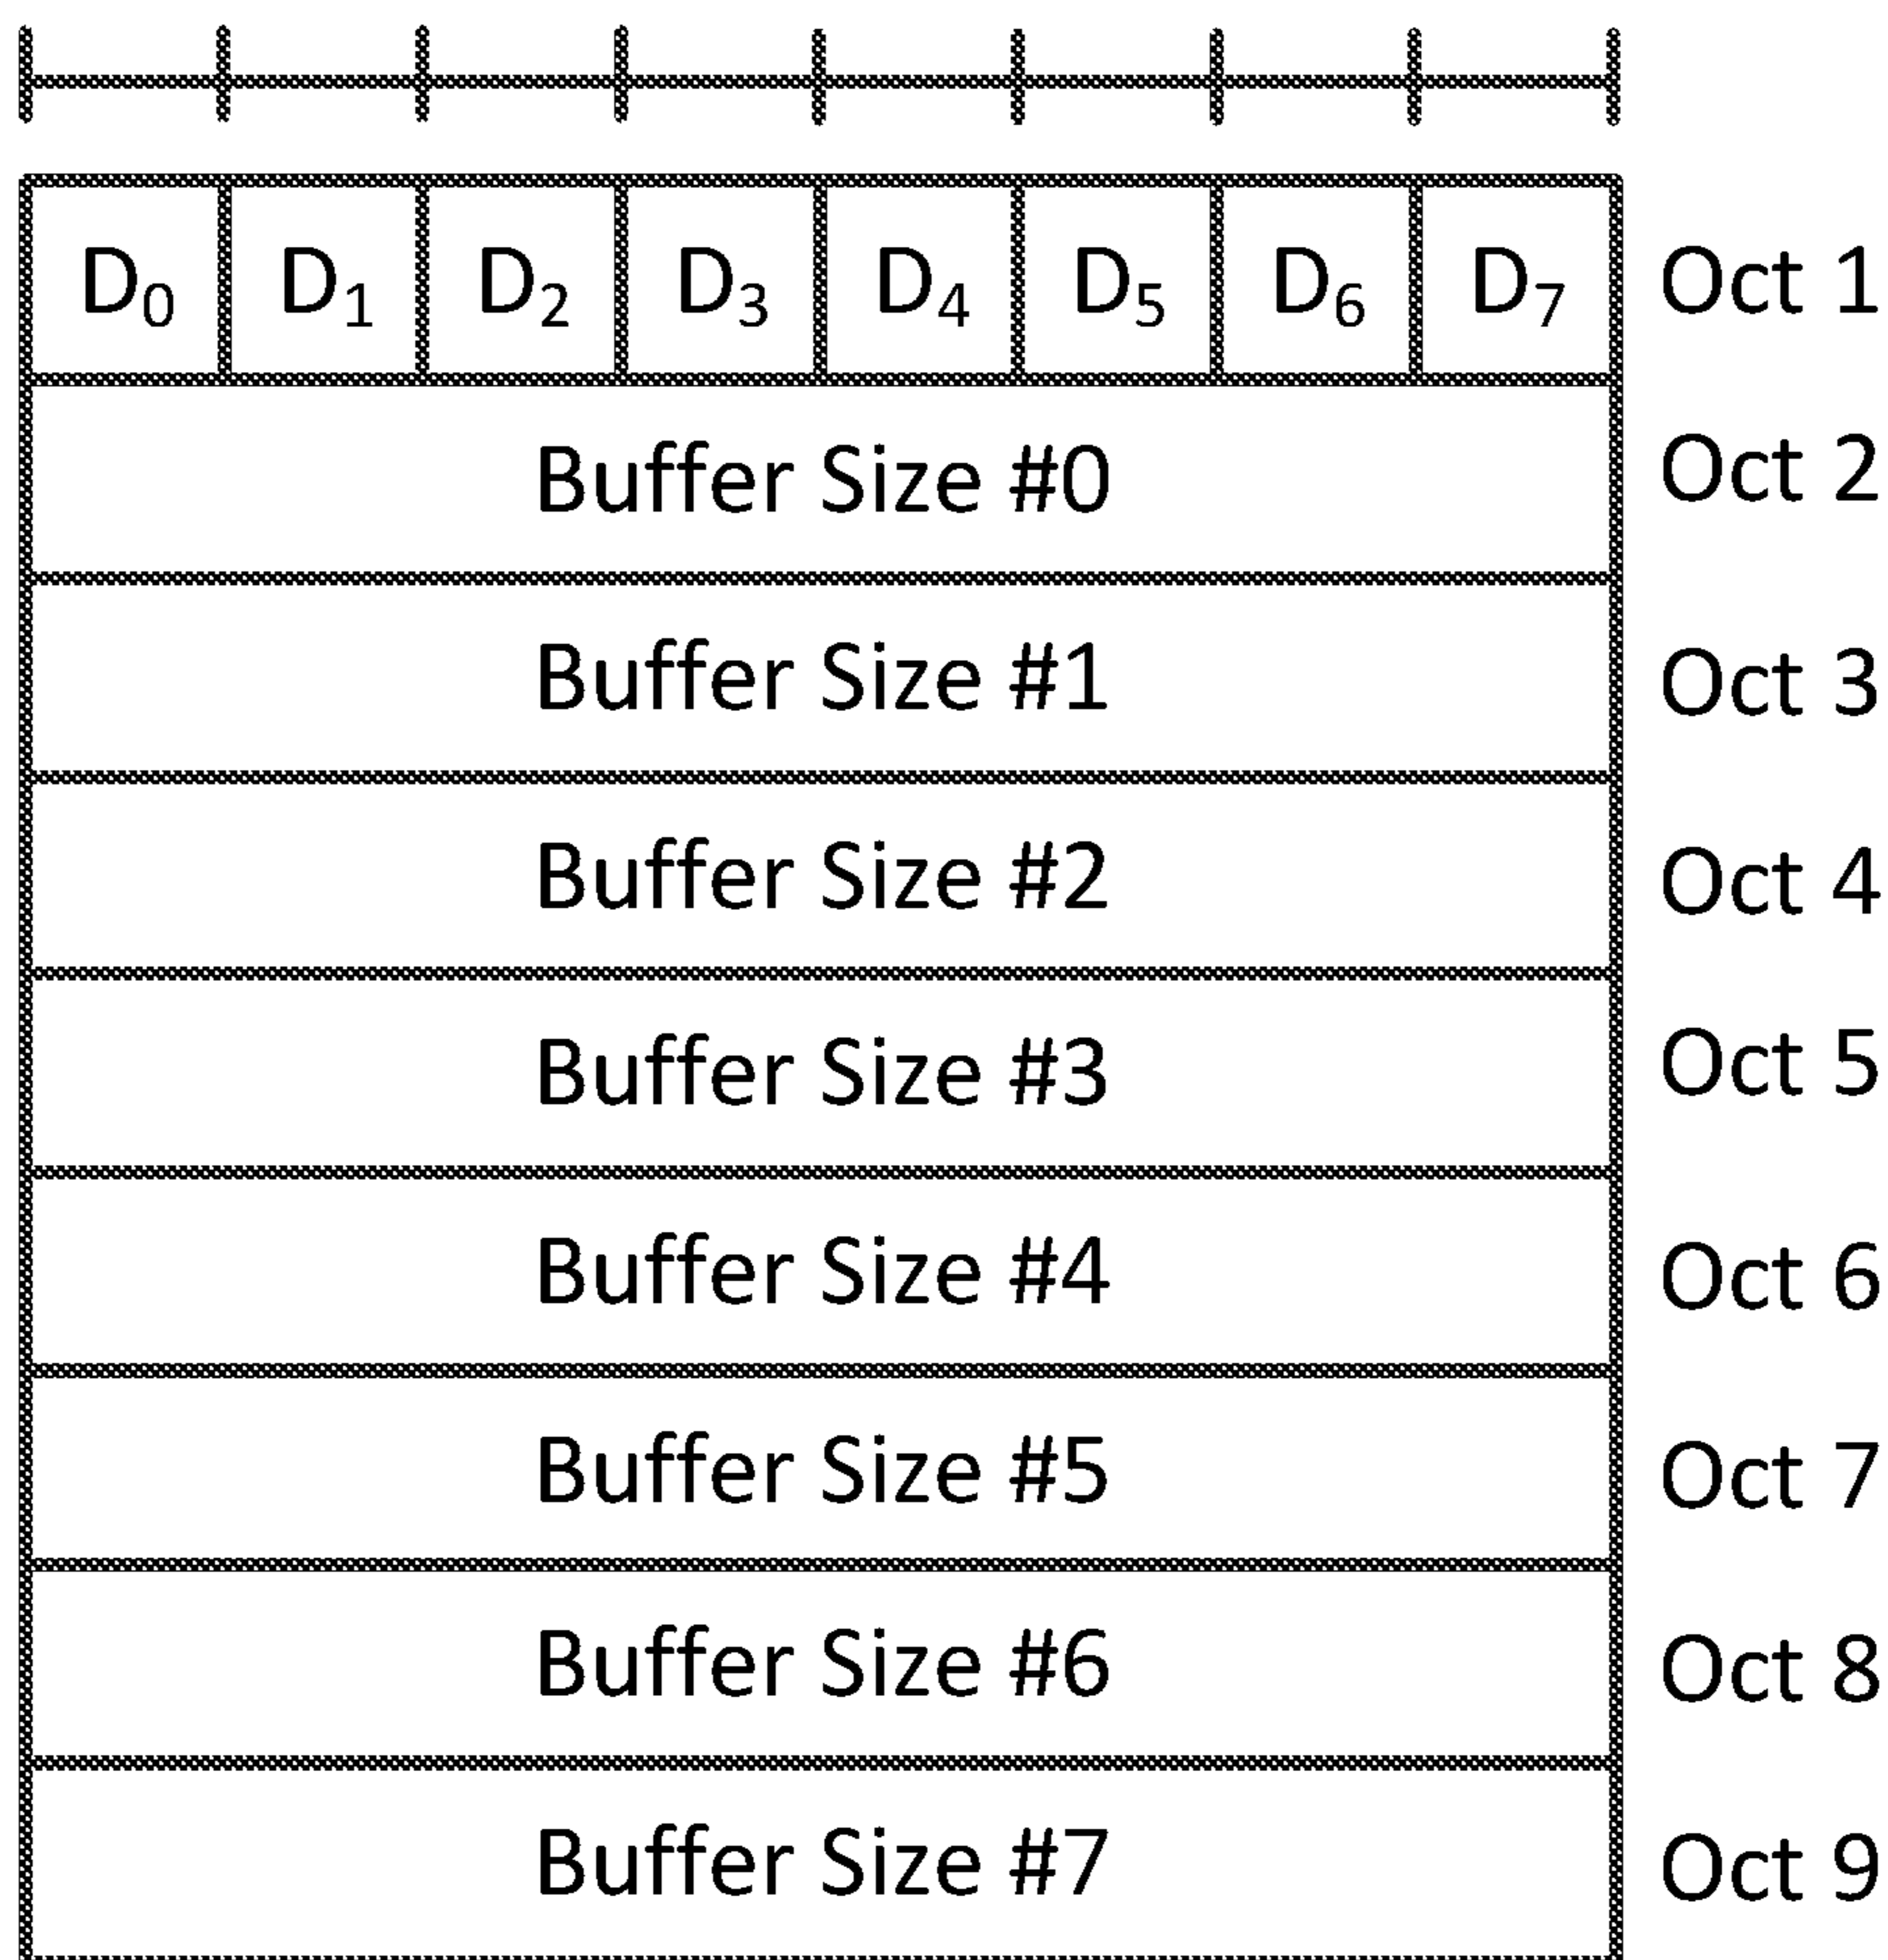 D₀ D₁ D₂ D₃ D₄ D₅ D₆ D₇ Oct 1
Buffer Size #0 Oct 2
Buffer Size #1 Oct 3
Buffer Size #2 Oct 4
Buffer Size #3 Oct 5
Buffer Size #4 Oct 6
Buffer Size #5 Oct 7
Buffer Size #6 Oct 8
Buffer Size #7 Oct 9